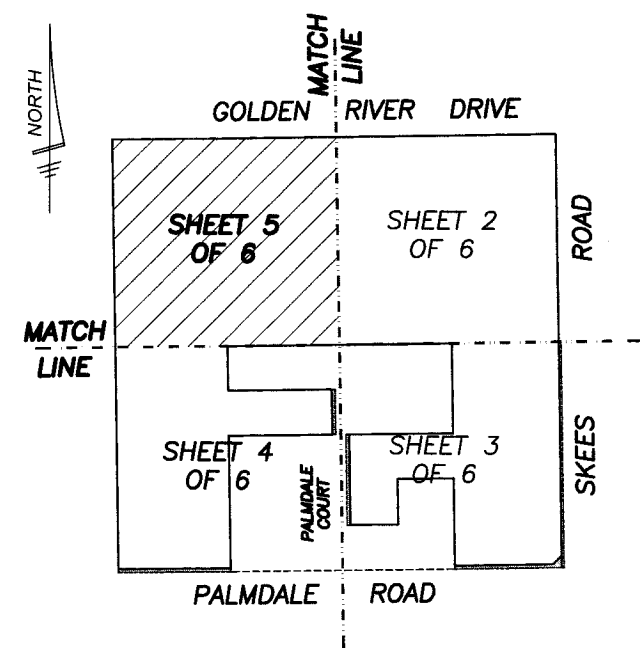 NORTH
MATCH
LINE
GOLDEN RIVER DRIVE
SHEET 5
OF 6
SHEET 2
OF 6
ROAD
MATCH
LINE
SHEET 4
OF 6
PALMDALE
COURT
SHEET 3
OF 6
SKEES
PALMDALE ROAD